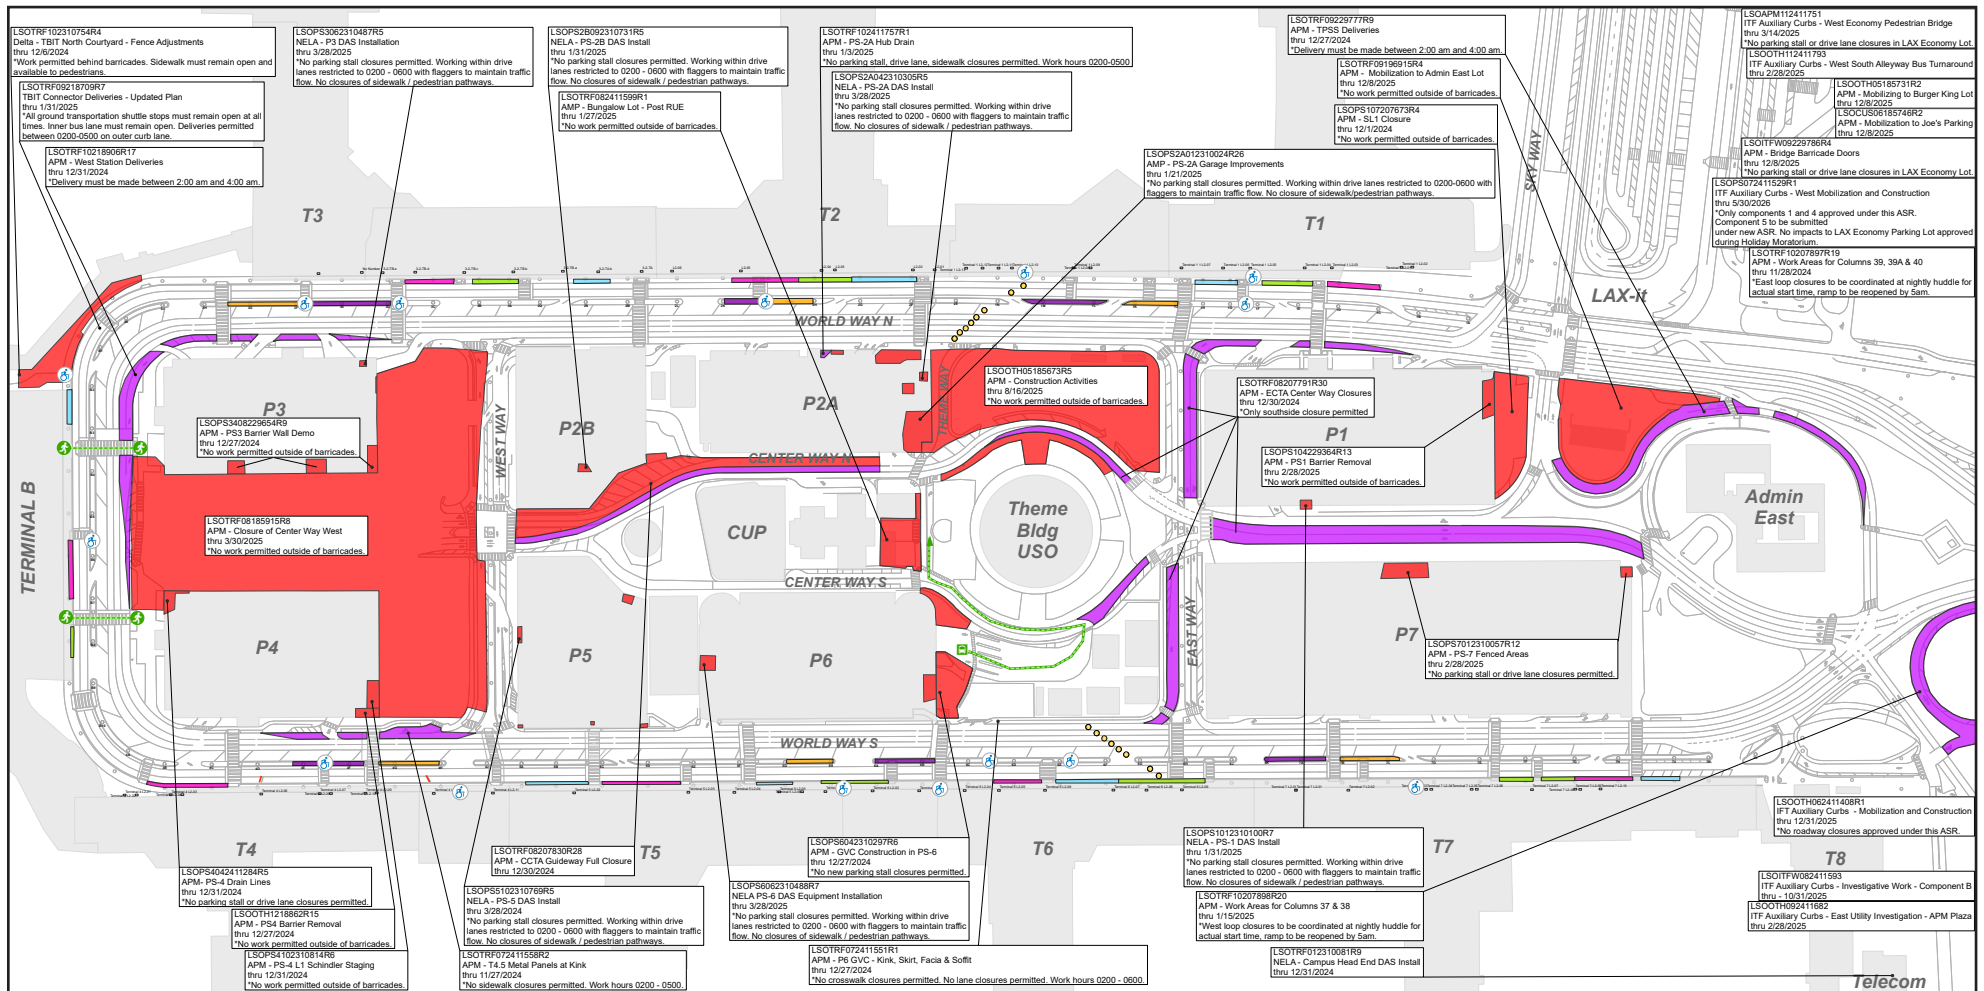 LSOTRF102310754R4
Delta - TBIT North Courtyard - Fence Adjustments
thru 12/6/2024
*Work permitted behind barricades. Sidewalk must remain open and
available to pedestrians.
LSOTRF09218709R7
TBIT Connector Deliveries - Updated Plan
thru 1/31/2025
*All ground transportation shuttle stops must remain open at all
times. Inner bus lane must remain open. Deliveries permitted
between 0200-0500 on outer curb lane.
LSOTRF10218906R17
APM - West Station Deliveries
thru 12/31/2024
*Delivery must be made between 2:00 am and 4:00 am.
LSOPS3062310487R5
NELA - P3 DAS Installation
thru 3/28/2025
*No parking stall closures permitted. Working within drive
lanes restricted to 0200 - 0600 with flaggers to maintain traffic
flow. No closures of sidewalk / pedestrian pathways.
LSOPS2B092310731R5
NELA - PS-2B DAS Install
thru 1/31/2025
*No parking stall closures permitted. Working within
drive lanes restricted to 0200 - 0600 with flaggers to
maintain traffic flow. No closures of sidewalk / pedestrian pathways.
LSOTRF082411599R1
AMP - Bungalow Lot - Post RUE
thru 1/27/2025
*No work permitted outside of barricades.
LSOTRF102411757R1
APM - PS-2A Hub Drain
thru 1/3/2025
*No parking stall, drive lane, sidewalk closures permitted. Work hours 0200-0500
LSOPS2A042310305R5
NELA - PS-2A DAS Install
thru 3/28/2025
*No parking stall closures permitted. Working within drive
lanes restricted to 0200 - 0600 with flaggers to maintain traffic
flow. No closures of sidewalk / pedestrian pathways.
LSOPS2A012310024R26
AMP - PS-2A Garage Improvements
thru 1/21/2025
*No parking stall closures permitted. Working within drive lanes restricted to 0200-0600 with
flaggers to maintain traffic flow. No closure of sidewalk/pedestrian pathways.
LSOTRF09229777R9
APM - TPSS Deliveries
thru 12/27/2024
*Delivery must be made between 2:00 am and 4:00 am.
LSOTRF09196915R4
APM - Mobilization to Admin East Lot
thru 12/8/2025
*No work permitted outside of barricades.
LSOPS107207673R4
APM - SL1 Closure
thru 12/1/2024
*No work permitted outside of barricades.
LSOAPM112411751
ITF Auxiliary Curbs - West Economy Pedestrian Bridge
thru 3/14/2025
*No parking stall or drive lane closures in LAX Economy Lot.
LSOOTH112411793
ITF Auxiliary Curbs - West South Alleyway Bus Turnaround
thru 2/28/2025
LSOOTH05185731R2
APM - Mobilizing to Burger King Lot
thru 12/8/2025
LSOCUS06185746R2
APM - Mobilization to Joe's Parking
thru 12/8/2025
LSOITFW09229786R4
APM - Bridge Barricade Doors
thru 12/8/2025
*No parking stall or drive lane closures in LAX Economy Lot.
LSOPS072411529R1
ITF Auxiliary Curbs - West Mobilization and Construction
thru 5/30/2026
*Only components 1 and 4 approved under this ASR.
Component 5 to be submitted
under new ASR. No impacts to LAX Economy Parking Lot approved
during Holiday Moratorium.
LSOTRF10207897R19
APM - Work Areas for Columns 39, 39A & 40
thru 11/28/2024
*East loop closures to be coordinated at nightly huddle for
actual start time, ramp to be reopened by 5am.
SKY WAY
T3
T2
T1
LAX-it
WORLD WAY N
P3
P2B
P2A
P1
THEME WAY
WEST WAY
CENTER WAY N
LSOOTH05185673R5
APM - Construction Activities
thru 8/16/2025
*No work permitted outside of barricades.
LSOTRF08207791R30
APM - ECTA Center Way Closures
thru 12/30/2024
*Only southside closure permitted
LSOPS3408229654R9
APM - PS3 Barrier Wall Demo
thru 12/27/2024
*No work permitted outside of barricades.
LSOPS104229364R13
APM - PS1 Barrier Removal
thru 2/28/2025
*No work permitted outside of barricades.
LSOTRF08185915R8
APM - Closure of Center Way West
thru 3/30/2025
*No work permitted outside of barricades.
TERMINAL B
CUP
Theme
Bldg
USO
Admin
East
CENTER WAY S
EAST WAY
P4
P5
P6
P7
LSOPS7012310057R12
APM - PS-7 Fenced Areas
thru 2/28/2025
*No parking stall or drive lane closures permitted.
WORLD WAY S
T4
T5
T6
T7
T8
Telecom
LSOPS4042411284R5
APM- PS-4 Drain Lines
thru 12/31/2024
*No parking stall or drive lane closures permitted.
LSOOTH1218862R15
APM - PS4 Barrier Removal
thru 12/27/2024
*No work permitted outside of barricades.
LSOPS4102310814R6
APM - PS-4 L1 Schindler Staging
thru 12/31/2024
*No work permitted outside of barricades.
LSOTRF08207830R28
APM - CCTA Guideway Full Closure
thru 12/30/2024
LSOPS5102310769R5
NELA - PS-5 DAS Install
thru 3/28/2024
*No parking stall closures permitted. Working within drive
lanes restricted to 0200 - 0600 with flaggers to maintain traffic
flow. No closures of sidewalk / pedestrian pathways.
LSOTRF072411558R2
APM - T4.5 Metal Panels at Kink
thru 11/27/2024
*No sidewalk closures permitted. Work hours 0200 - 0500.
LSOPS6042310297R6
APM - GVC Construction in PS-6
thru 12/27/2024
*No new parking stall closures permitted.
LSOPS6062310488R7
NELA PS-6 DAS Equipment Installation
thru 3/28/2025
*No parking stall closures permitted. Working within drive
lanes restricted to 0200 - 0600 with flaggers to maintain traffic
flow. No closures of sidewalk / pedestrian pathways.
LSOTRF072411551R1
APM - P6 GVC - Kink, Skirt, Facia & Soffit
thru 12/27/2024
*No crosswalk closures permitted. No lane closures permitted. Work hours 0200 - 0600.
LSOPS1012310100R7
NELA - PS-1 DAS Install
thru 1/31/2025
*No parking stall closures permitted. Working within drive
lanes restricted to 0200 - 0600 with flaggers to maintain traffic
flow. No closures of sidewalk / pedestrian pathways.
LSOTRF10207898R20
APM - Work Areas for Columns 37 & 38
thru 1/15/2025
*West loop closures to be coordinated at nightly huddle for
actual start time, ramp to be reopened by 5am.
LSOTRF012310081R9
NELA - Campus Head End DAS Install
thru 12/31/2024
LSOOTH062411408R1
IFT Auxiliary Curbs - Mobilization and Construction
thru 12/31/2025
*No roadway closures approved under this ASR.
LSOITFW082411593
ITF Auxiliary Curbs - Investigative Work - Component B
thru - 10/31/2025
LSOOTH092411682
ITF Auxiliary Curbs - East Utility Investigation - APM Plaza
thru 2/28/2025